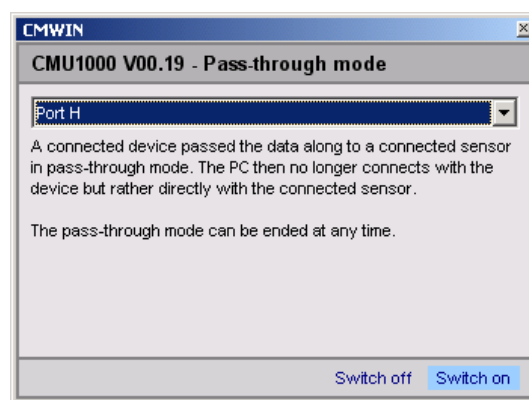 CMWIN
CMU1000 V00.19 - Pass-through mode
Port H
A connected device passed the data along to a connected sensor
in pass-through mode. The PC then no longer connects with the
device but rather directly with the connected sensor.
The pass-through mode can be ended at any time.
Switch off Switch on